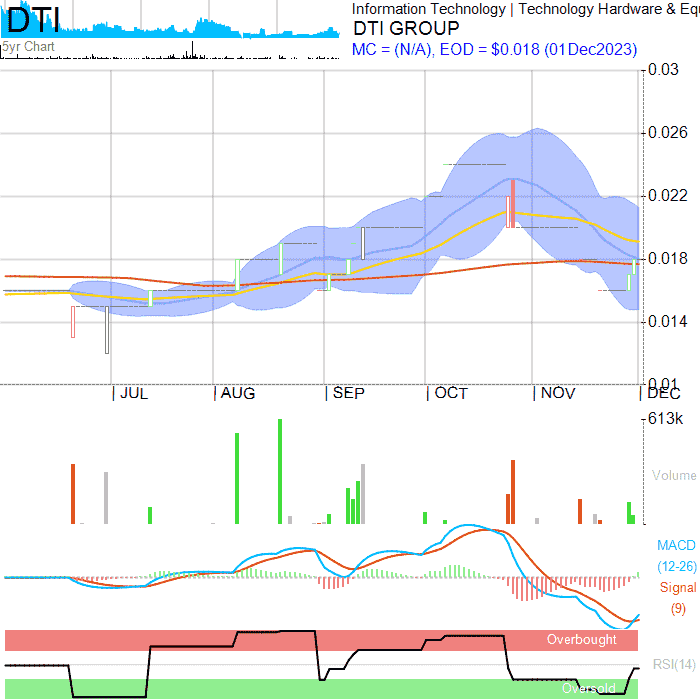 DTI
5yr Chart
Information Technology | Technology Hardware & Equ
DTI GROUP
MC = (N/A), EOD = $0.018 (01Dec2023)
0.03
0.026
0.022
0.018
0.014
0.01
| JUL | AUG | SEP | OCT | NOV | DEC
613k
Volume
MACD
(12-26)
Signal
(9)
Overbought
RSI(14)
Oversold